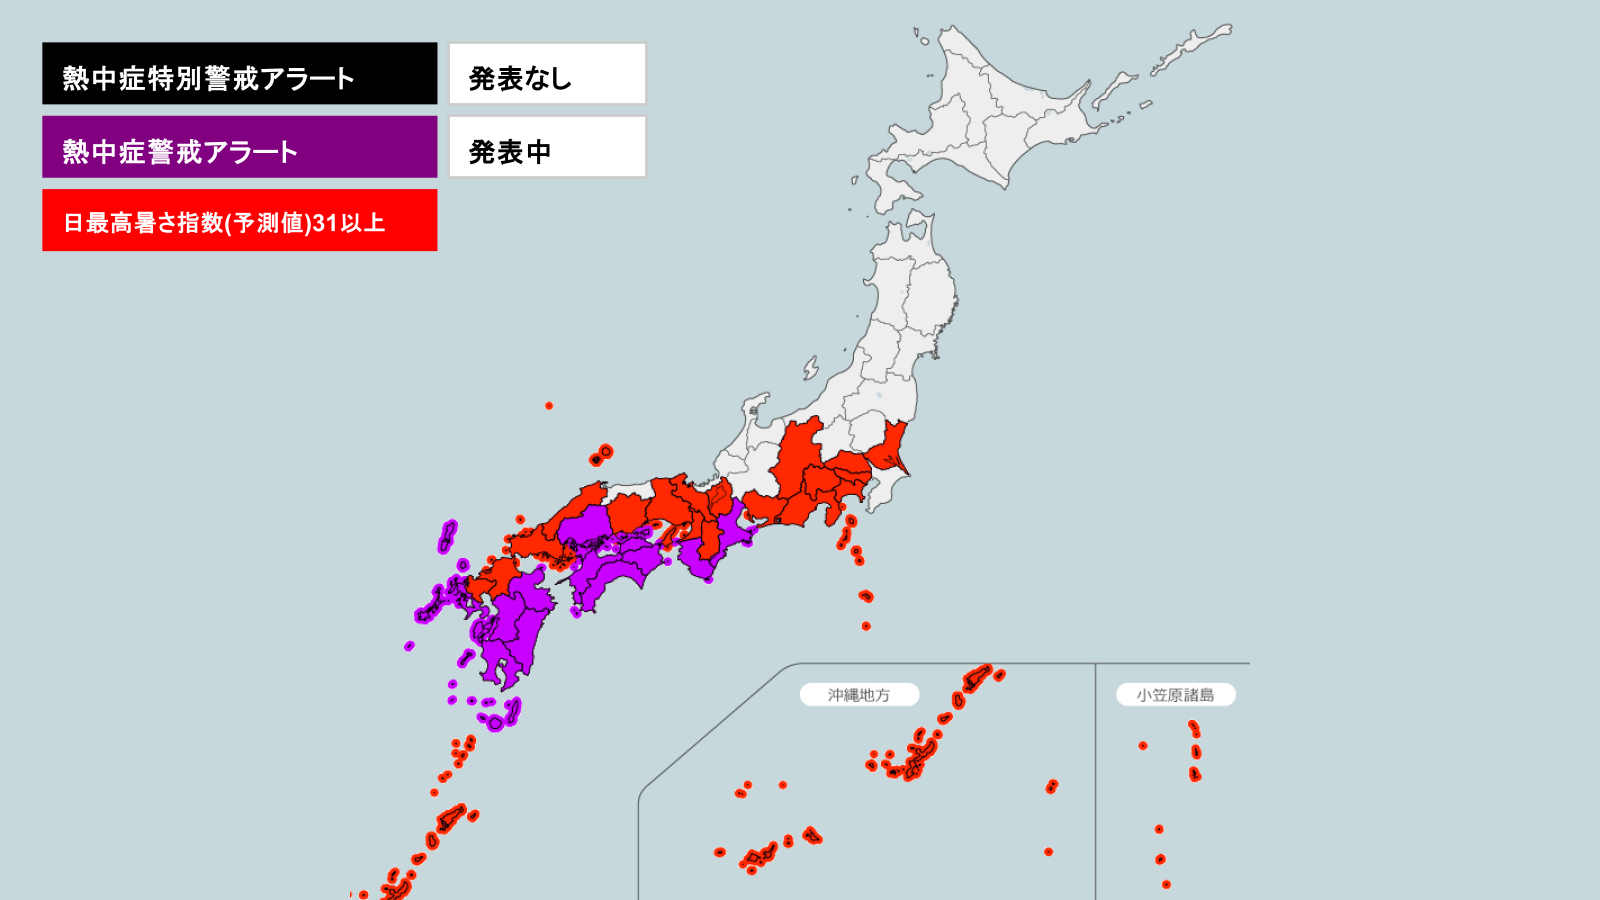 熱中症特別警戒アラート
発表なし
熱中症警戒アラート
発表中
日最高暑さ指数(予測値)31以上
沖縄地方
小笠原諸島